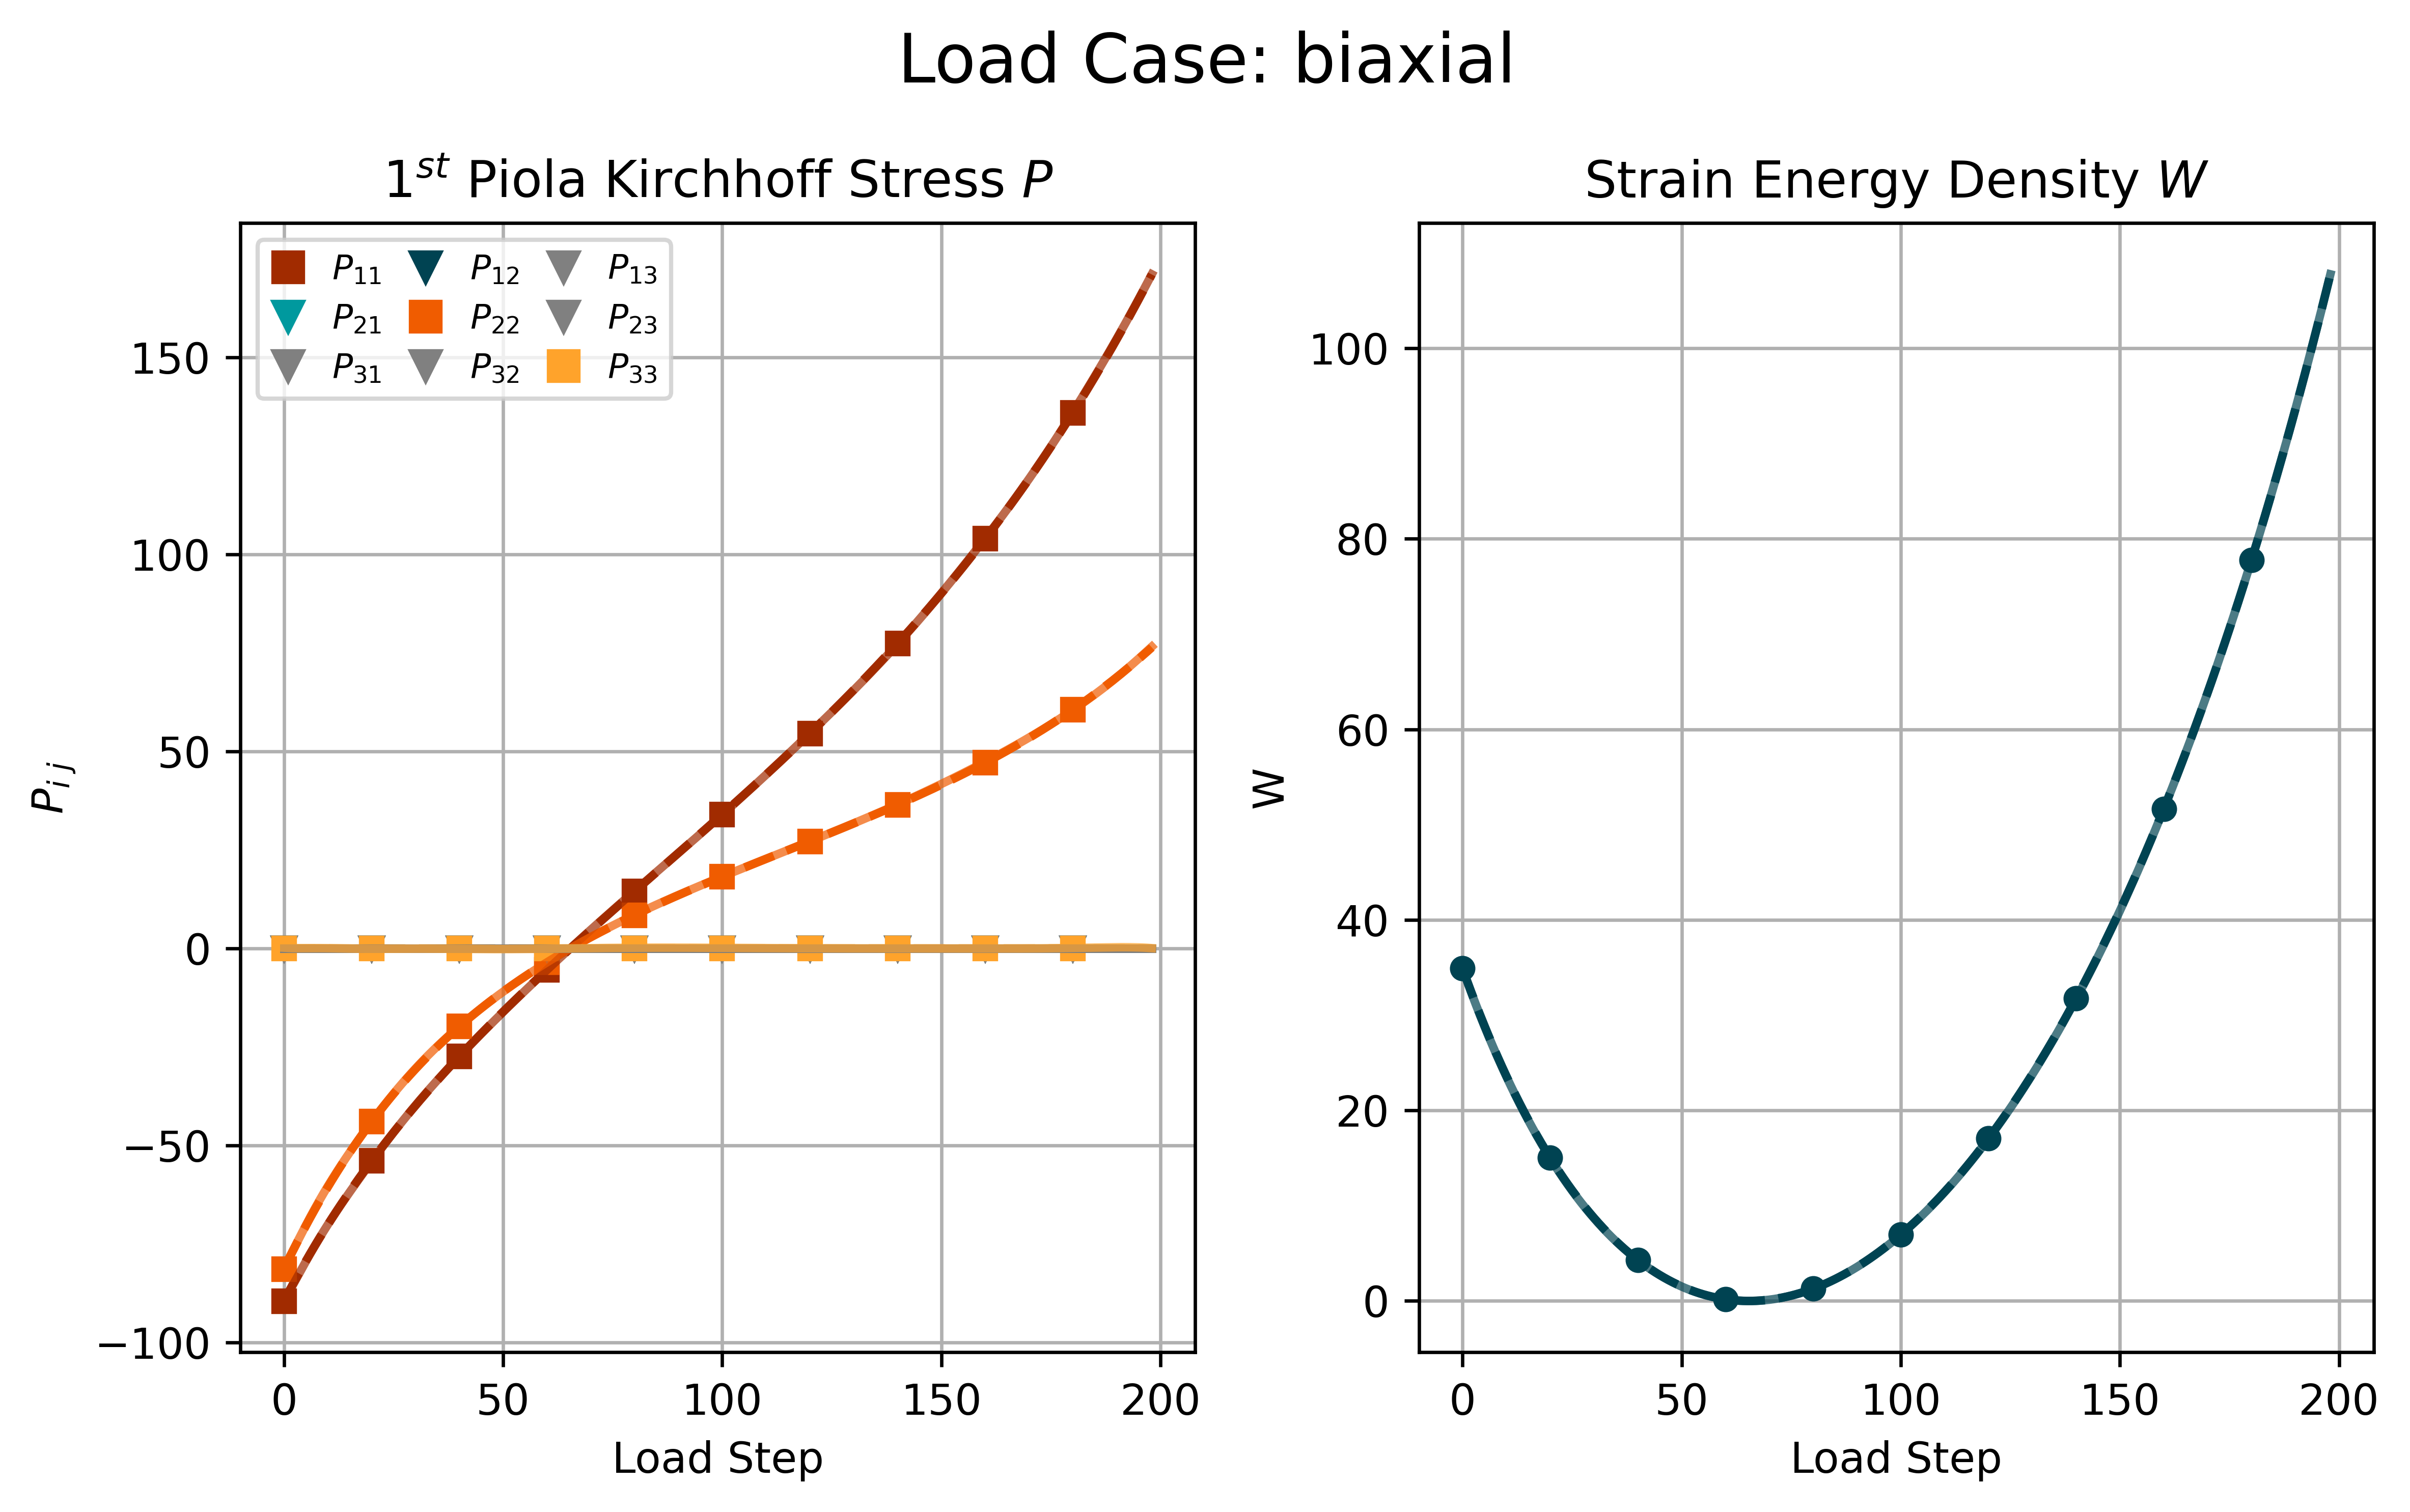 Load Case: biaxial
1st Piola Kirchhoff Stress P
P11 P12 P13
P21 P22 P23
P31 P32 P33
150
100
50
0
−50
−100
Pi j
0 50 100 150 200
Load Step
Strain Energy Density W
100
80
60
40
20
0
W
0 50 100 150 200
Load Step